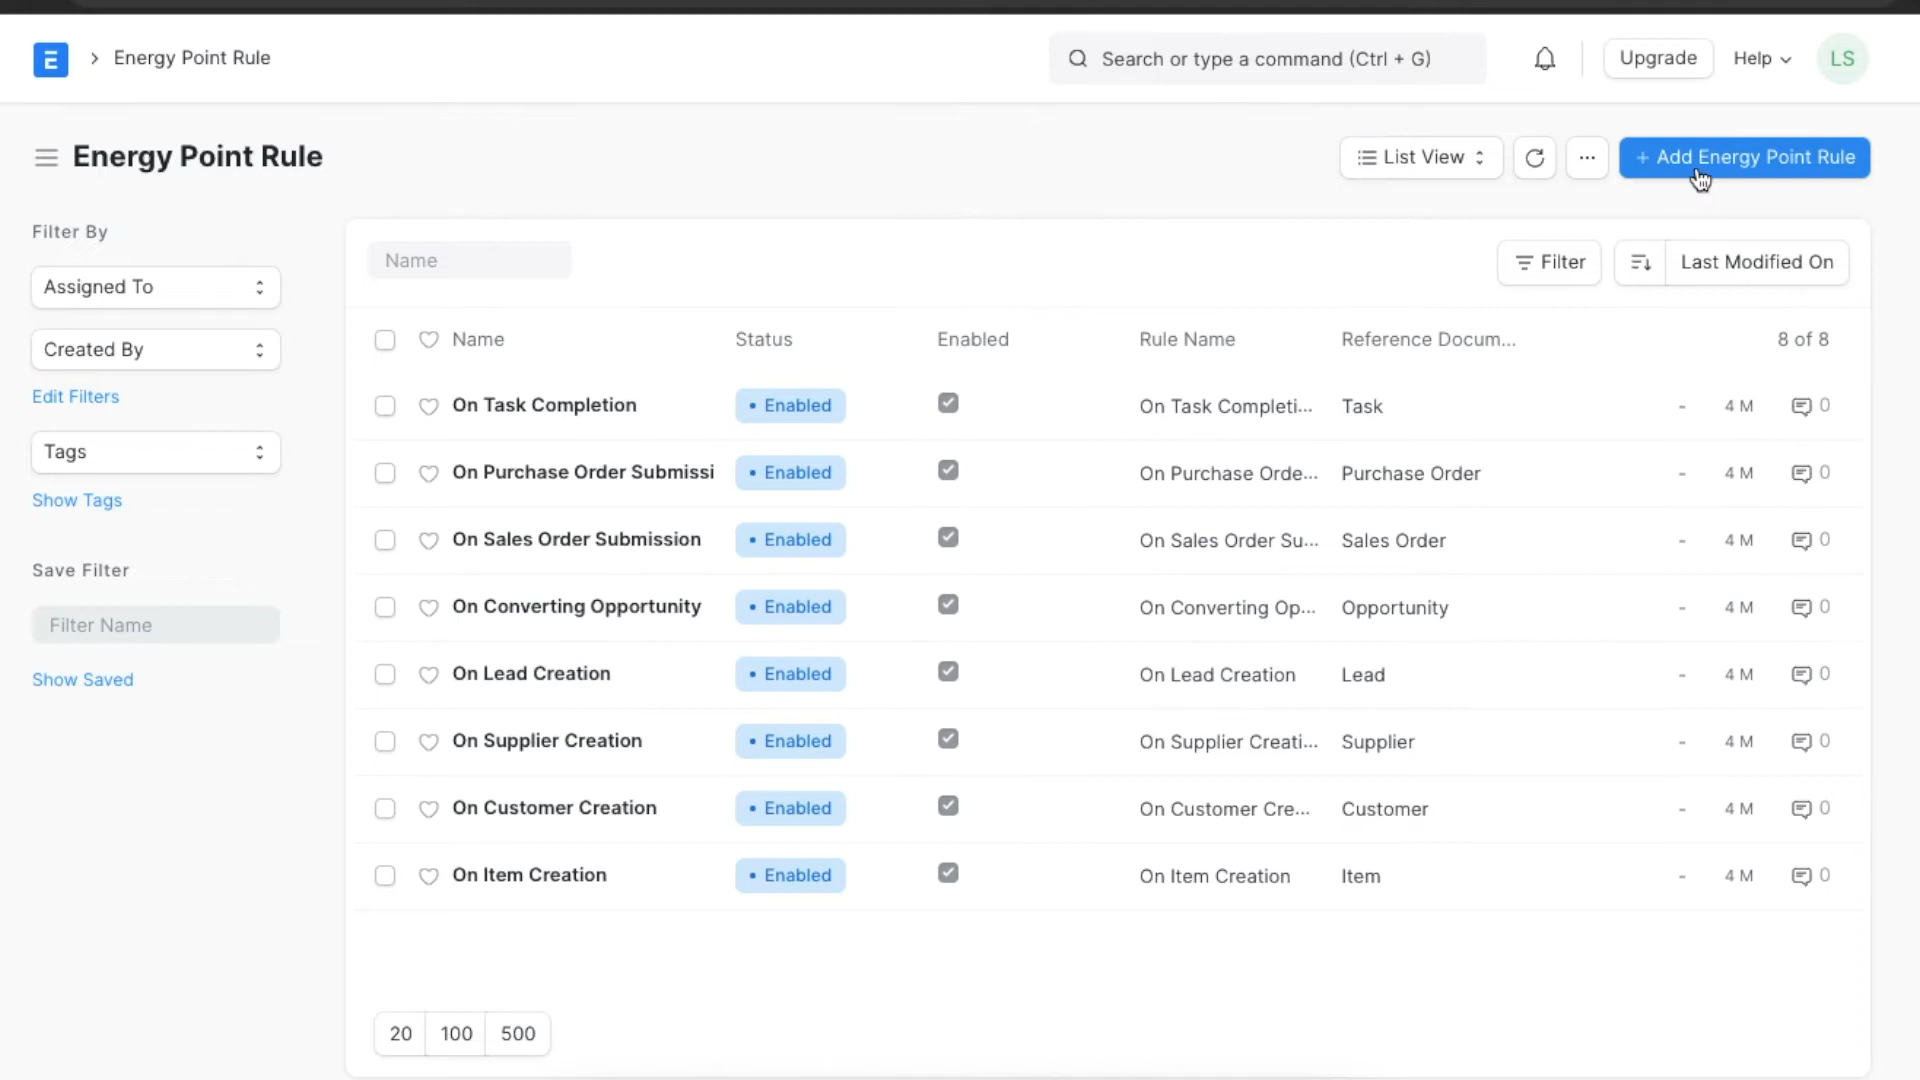 E > Energy Point Rule
Search or type a command (Ctrl + G)
Upgrade
Help
LS
Energy Point Rule
List View
...
+ Add Energy Point Rule
Filter By
Assigned To
Created By
Edit Filters
Tags
Show Tags
Save Filter
Filter Name
Show Saved
Name
Filter
Last Modified On
Name Status Enabled Rule Name Reference Docum... 8 of 8
On Task Completion • Enabled On Task Completi... Task - 4 M 0
On Purchase Order Submissi • Enabled On Purchase Orde... Purchase Order - 4 M 0
On Sales Order Submission • Enabled On Sales Order Su... Sales Order - 4 M 0
On Converting Opportunity • Enabled On Converting Op... Opportunity - 4 M 0
On Lead Creation • Enabled On Lead Creation Lead - 4 M 0
On Supplier Creation • Enabled On Supplier Creati... Supplier - 4 M 0
On Customer Creation • Enabled On Customer Cre... Customer - 4 M 0
On Item Creation • Enabled On Item Creation Item - 4 M 0
20 100 500